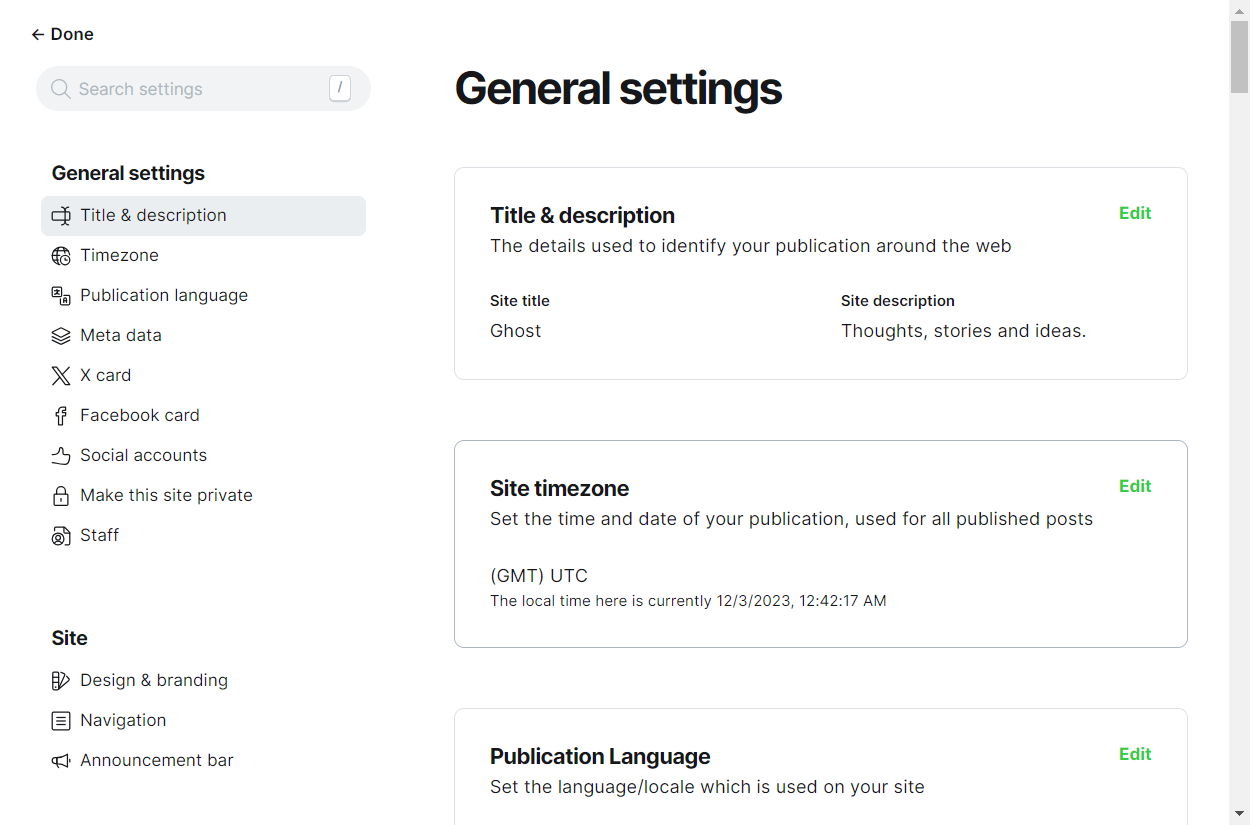 ← Done
Search settings /
General settings
Title & description
Timezone
Publication language
Meta data
X card
Facebook card
Social accounts
Make this site private
Staff
Site
Design & branding
Navigation
Announcement bar
General settings
Title & description Edit
The details used to identify your publication around the web
Site title Site description
Ghost Thoughts, stories and ideas.
Site timezone Edit
Set the time and date of your publication, used for all published posts
(GMT) UTC
The local time here is currently 12/3/2023, 12:42:17 AM
Publication Language Edit
Set the language/locale which is used on your site